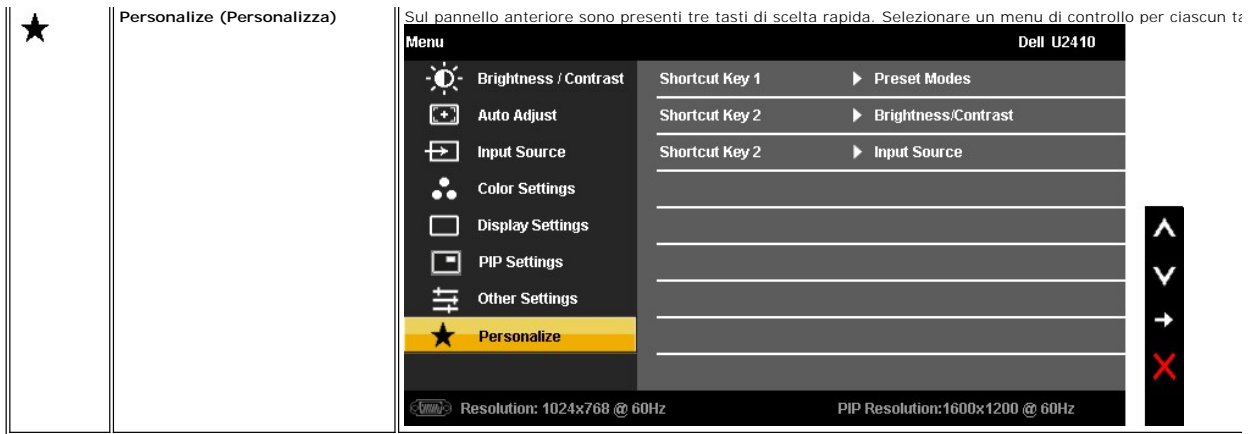 Personalize (Personalizza)
Sul pannello anteriore sono presenti tre tasti di scelta rapida. Selezionare un menu di controllo per ciascun
Menu Dell U2410
Brightness / Contrast Shortcut Key 1 Preset Modes
Auto Adjust Shortcut Key 2 Brightness/Contrast
Input Source Shortcut Key 2 Input Source
Color Settings
Display Settings
PIP Settings
Other Settings
Personalize
Resolution: 1024x768 @ 60Hz PIP Resolution:1600x1200 @ 60Hz